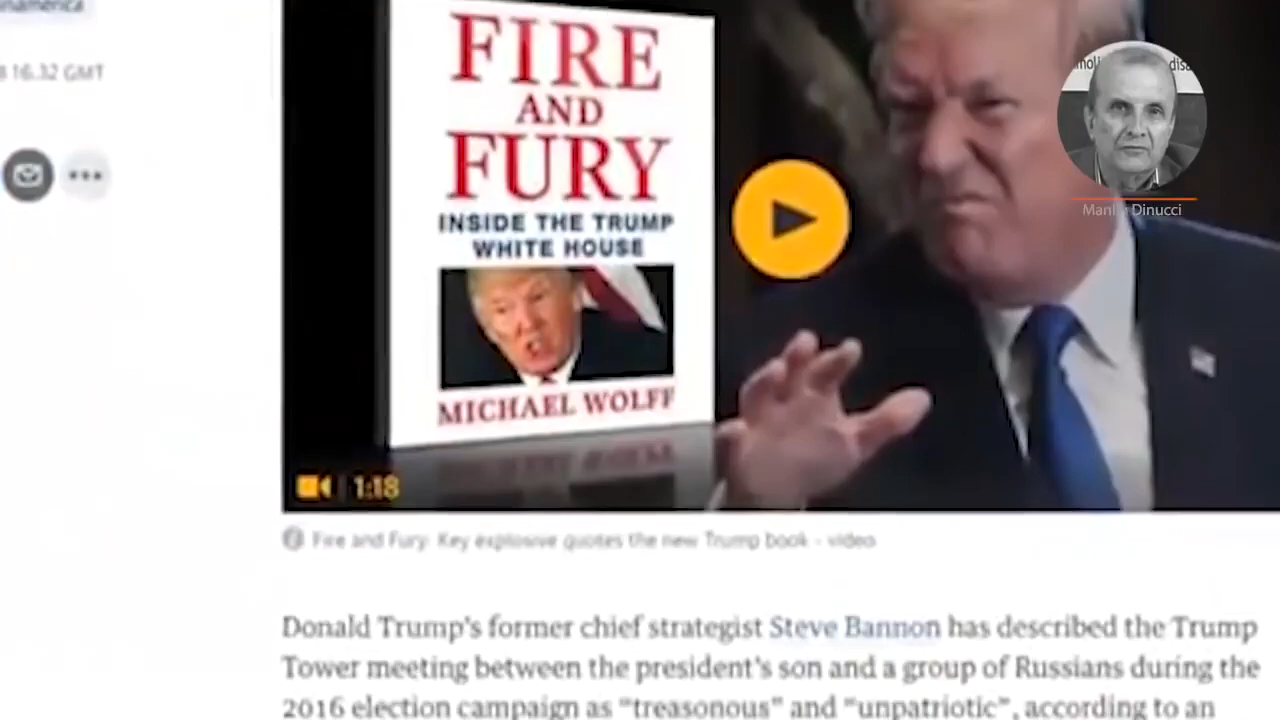 16.32 GMT
FIRE
AND
FURY
INSIDE THE TRUMP
WHITE HOUSE
MICHAEL WOLFF
Dinucci
1:18
Fire and Fury: Key explosive quotes the new Trump book - video
Donald Trump's former chief strategist Steve Bannon has described the Trump
Tower meeting between the president's son and a group of Russians during the
2016 election campaign as “treasonous” and “unpatriotic”, according to an